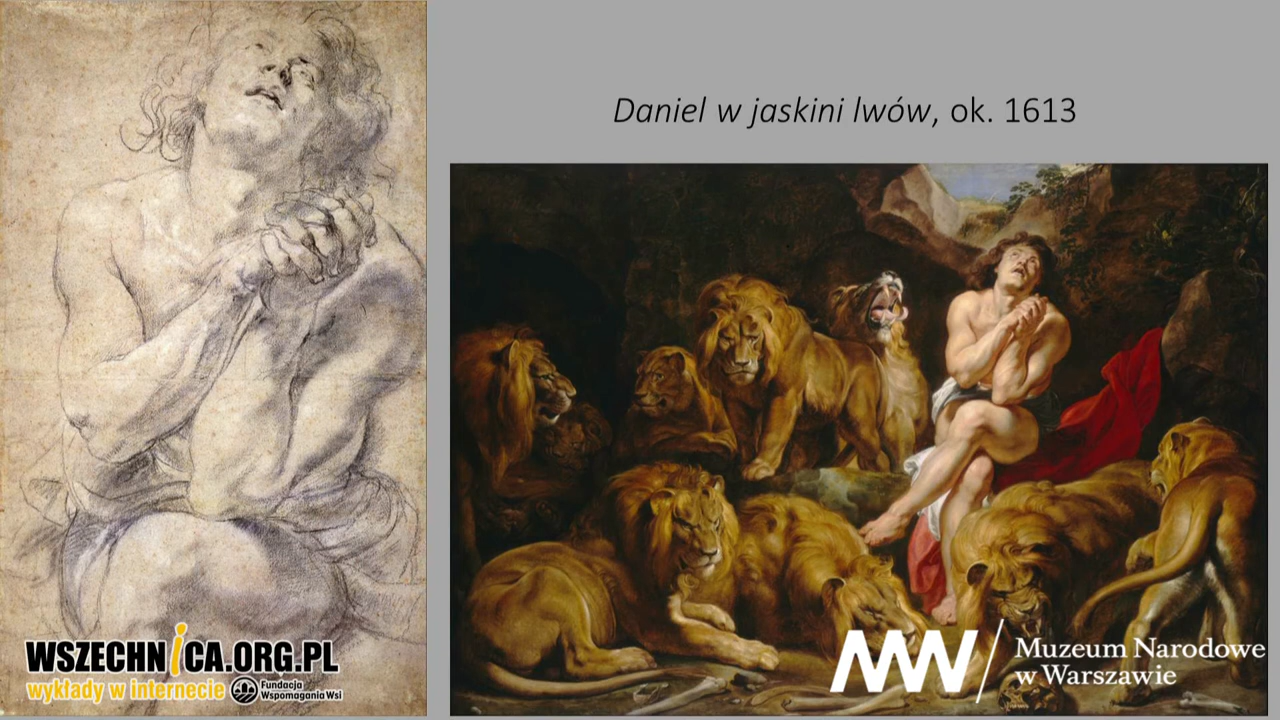 Daniel w jaskini lwów, ok. 1613
WSZECHNiCA.ORG.PL
wykłady w internecie
Fundacja
Wspomagania Wsi
Muzeum Narodowe
w Warszawie